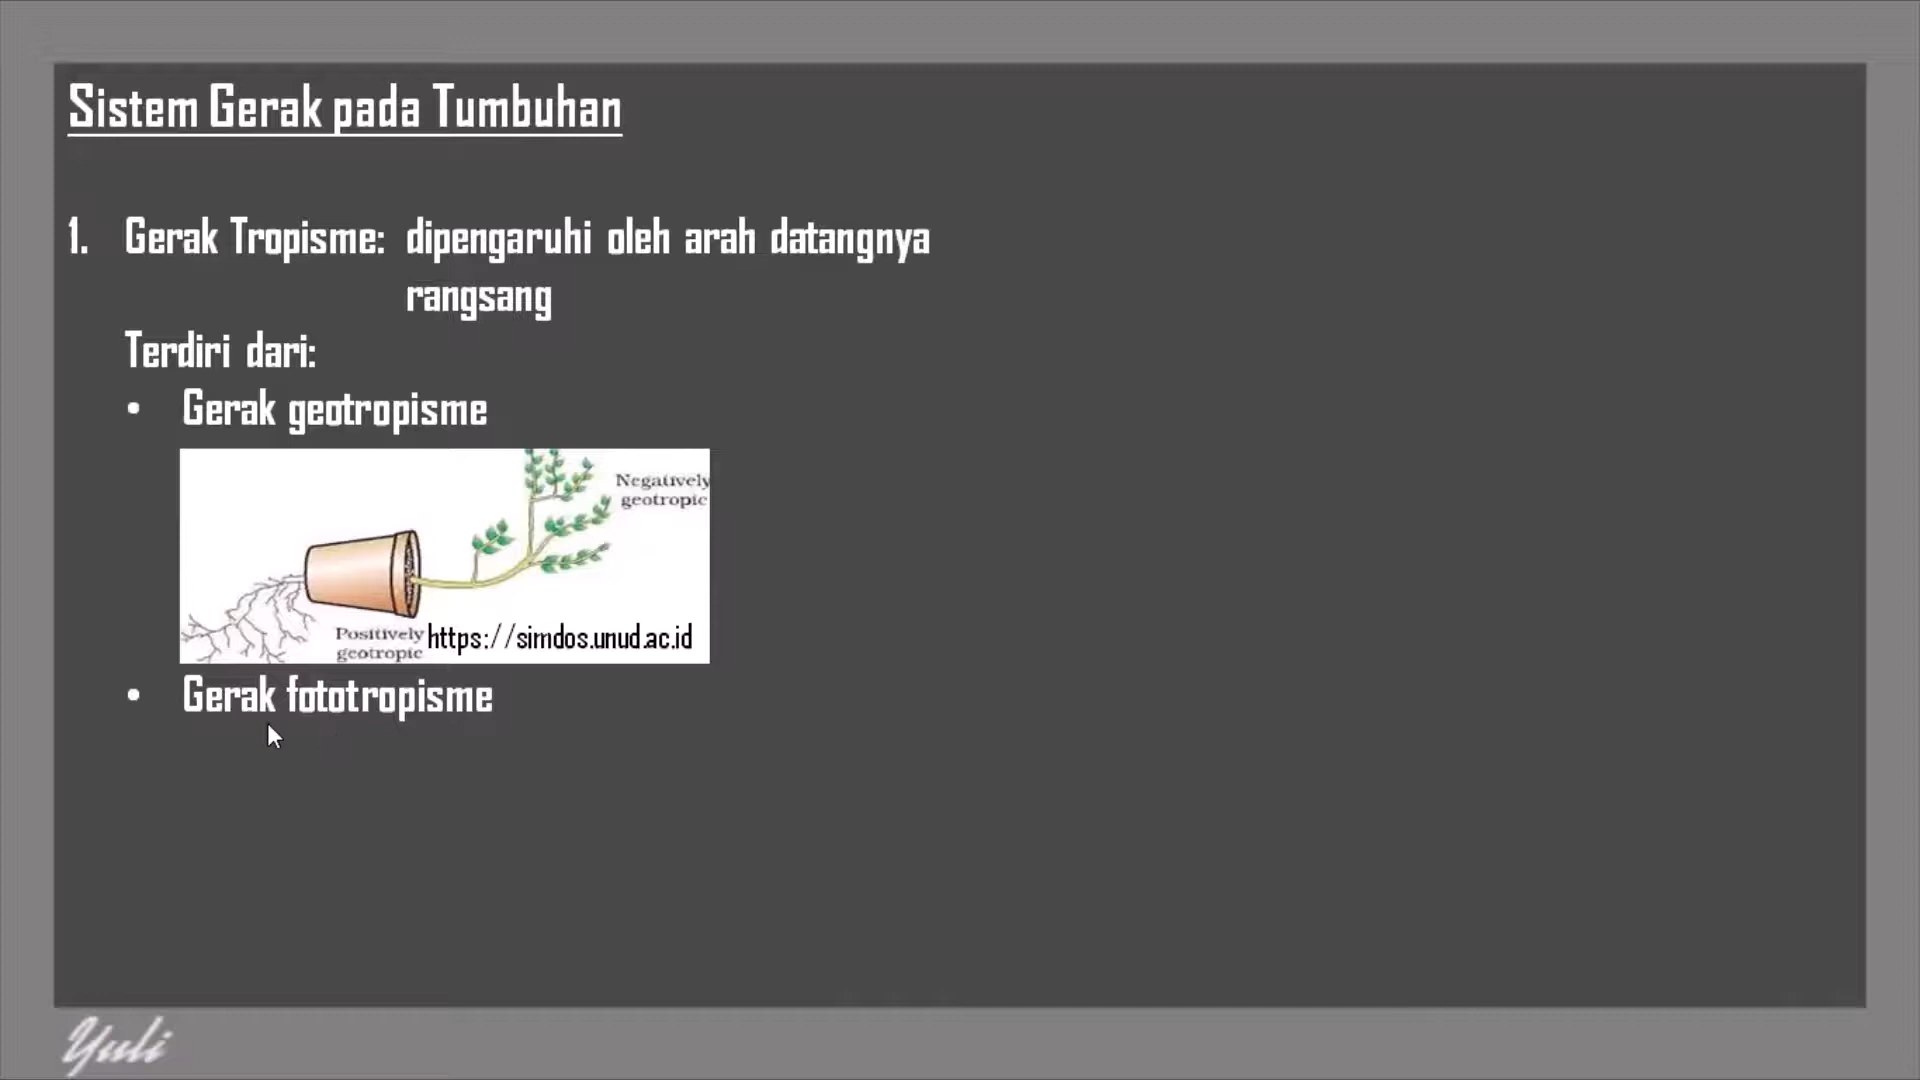 Sistem Gerak pada Tumbuhan
1. Gerak Tropisme: dipengaruhi oleh arah datangnya
rangsang
Terdiri dari:
• Gerak geotropisme
Negatively
geotropic
Positively
geotropic
https://simdos.unud.ac.id
• Gerak fototropisme
Yuli